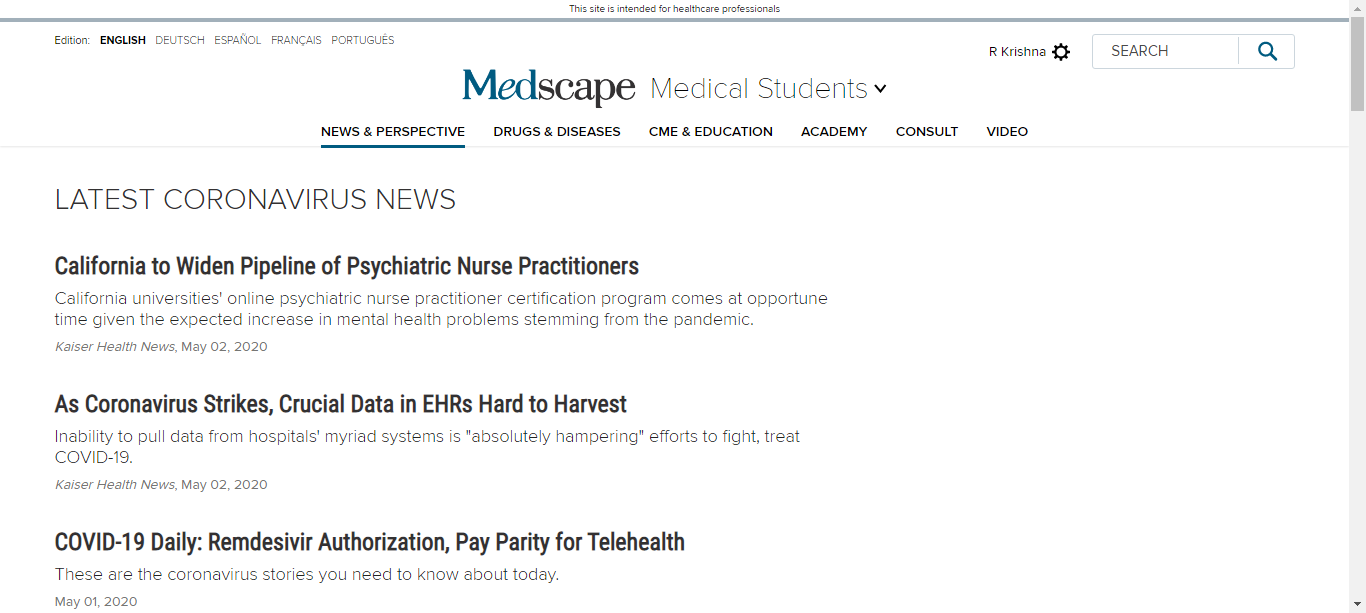 This site is intended for healthcare professionals
Edition: ENGLISH DEUTSCH ESPAÑOL FRANÇAIS PORTUGUÊS
R Krishna
SEARCH
Medscape Medical Students
NEWS & PERSPECTIVE DRUGS & DISEASES CME & EDUCATION ACADEMY CONSULT VIDEO
LATEST CORONAVIRUS NEWS
California to Widen Pipeline of Psychiatric Nurse Practitioners
California universities' online psychiatric nurse practitioner certification program comes at opportune
time given the expected increase in mental health problems stemming from the pandemic.
Kaiser Health News, May 02, 2020
As Coronavirus Strikes, Crucial Data in EHRs Hard to Harvest
Inability to pull data from hospitals' myriad systems is "absolutely hampering" efforts to fight, treat
COVID-19.
Kaiser Health News, May 02, 2020
COVID-19 Daily: Remdesivir Authorization, Pay Parity for Telehealth
These are the coronavirus stories you need to know about today.
May 01, 2020